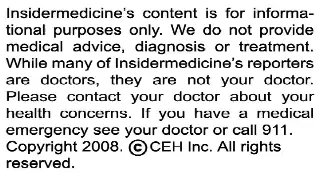 Insidermedicine's content is for informa-
tional purposes only. We do not provide
medical advice, diagnosis or treatment.
While many of Insidermedicine's reporters
are doctors, they are not your doctor.
Please contact your doctor about your
health concerns. If you have a medical
emergency see your doctor or call 911.
Copyright 2008. ©CEH Inc. All rights
reserved.